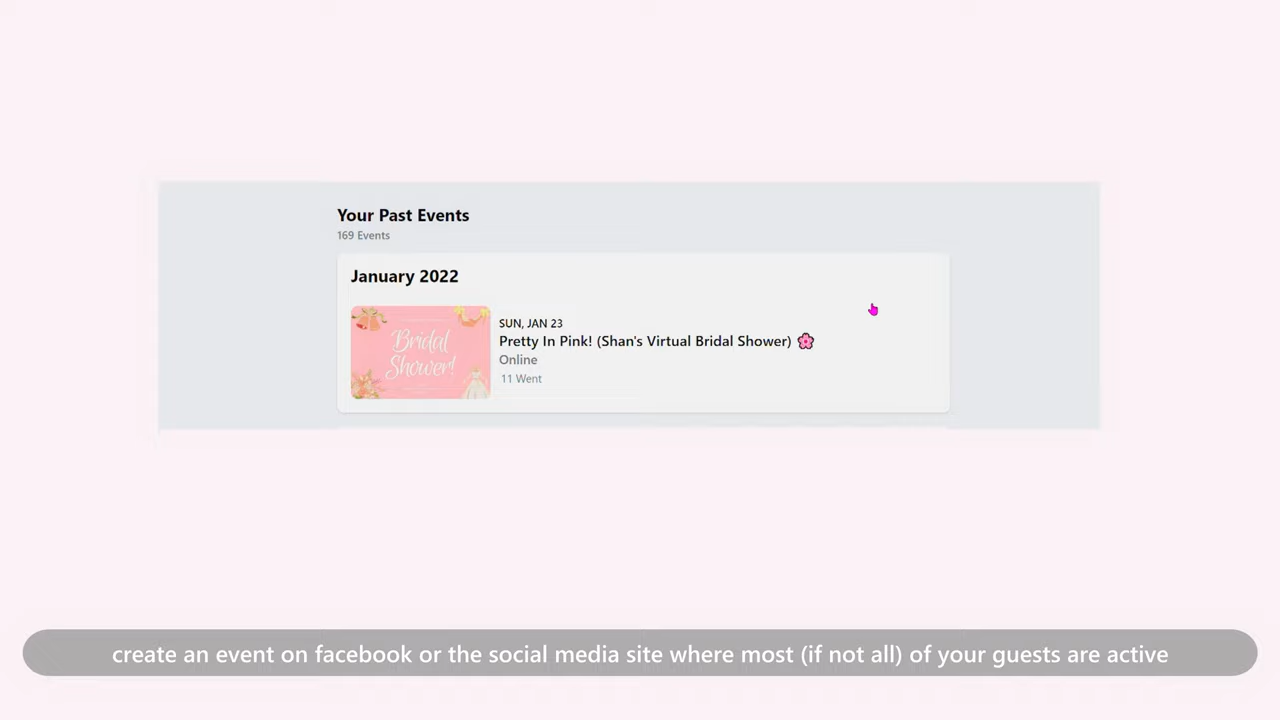 Your Past Events
169 Events
January 2022
Bridal
Shower!
SUN, JAN 23
Pretty In Pink! (Shan's Virtual Bridal Shower) 🌸
Online
11 Went
create an event on facebook or the social media site where most (if not all) of your guests are active